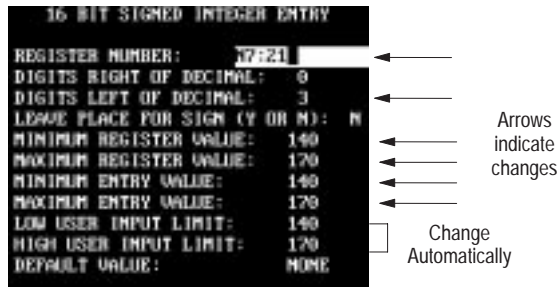 16 BIT SIGNED INTEGER ENTRY
REGISTER NUMBER: N7:21
DIGITS RIGHT OF DECIMAL: 0
DIGITS LEFT OF DECIMAL: 3
LEAVE PLACE FOR SIGN (Y OR N): N
MINIMUM REGISTER VALUE: 140
MAXIMUM REGISTER VALUE: 170
MINIMUM ENTRY VALUE: 140
MAXIMUM ENTRY VALUE: 170
LOW USER INPUT LIMIT: 140
HIGH USER INPUT LIMIT: 170
DEFAULT VALUE: NONE
Arrows
indicate
changes
Change
Automatically